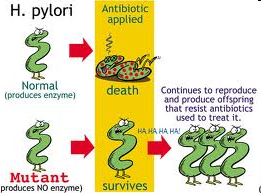 H. pylori
Antibiotic
applied
Normal
(produces enzyme)
death
Continues to reproduce
and produce offspring
that resist antibiotics
used to treat it.
HA HA HA HA!
Mutant
produces NO enzyme)
survives